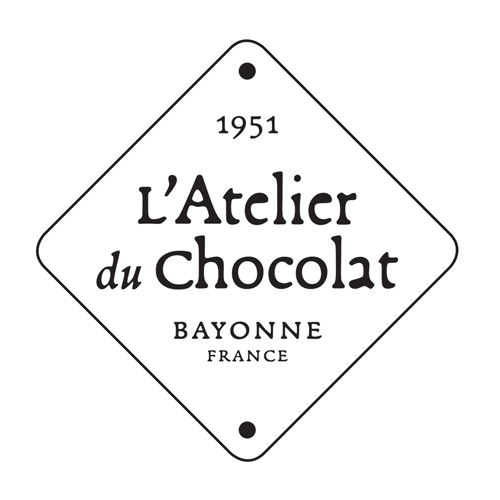 1951
L'Atelier
du Chocolat
BAYONNE
FRANCE